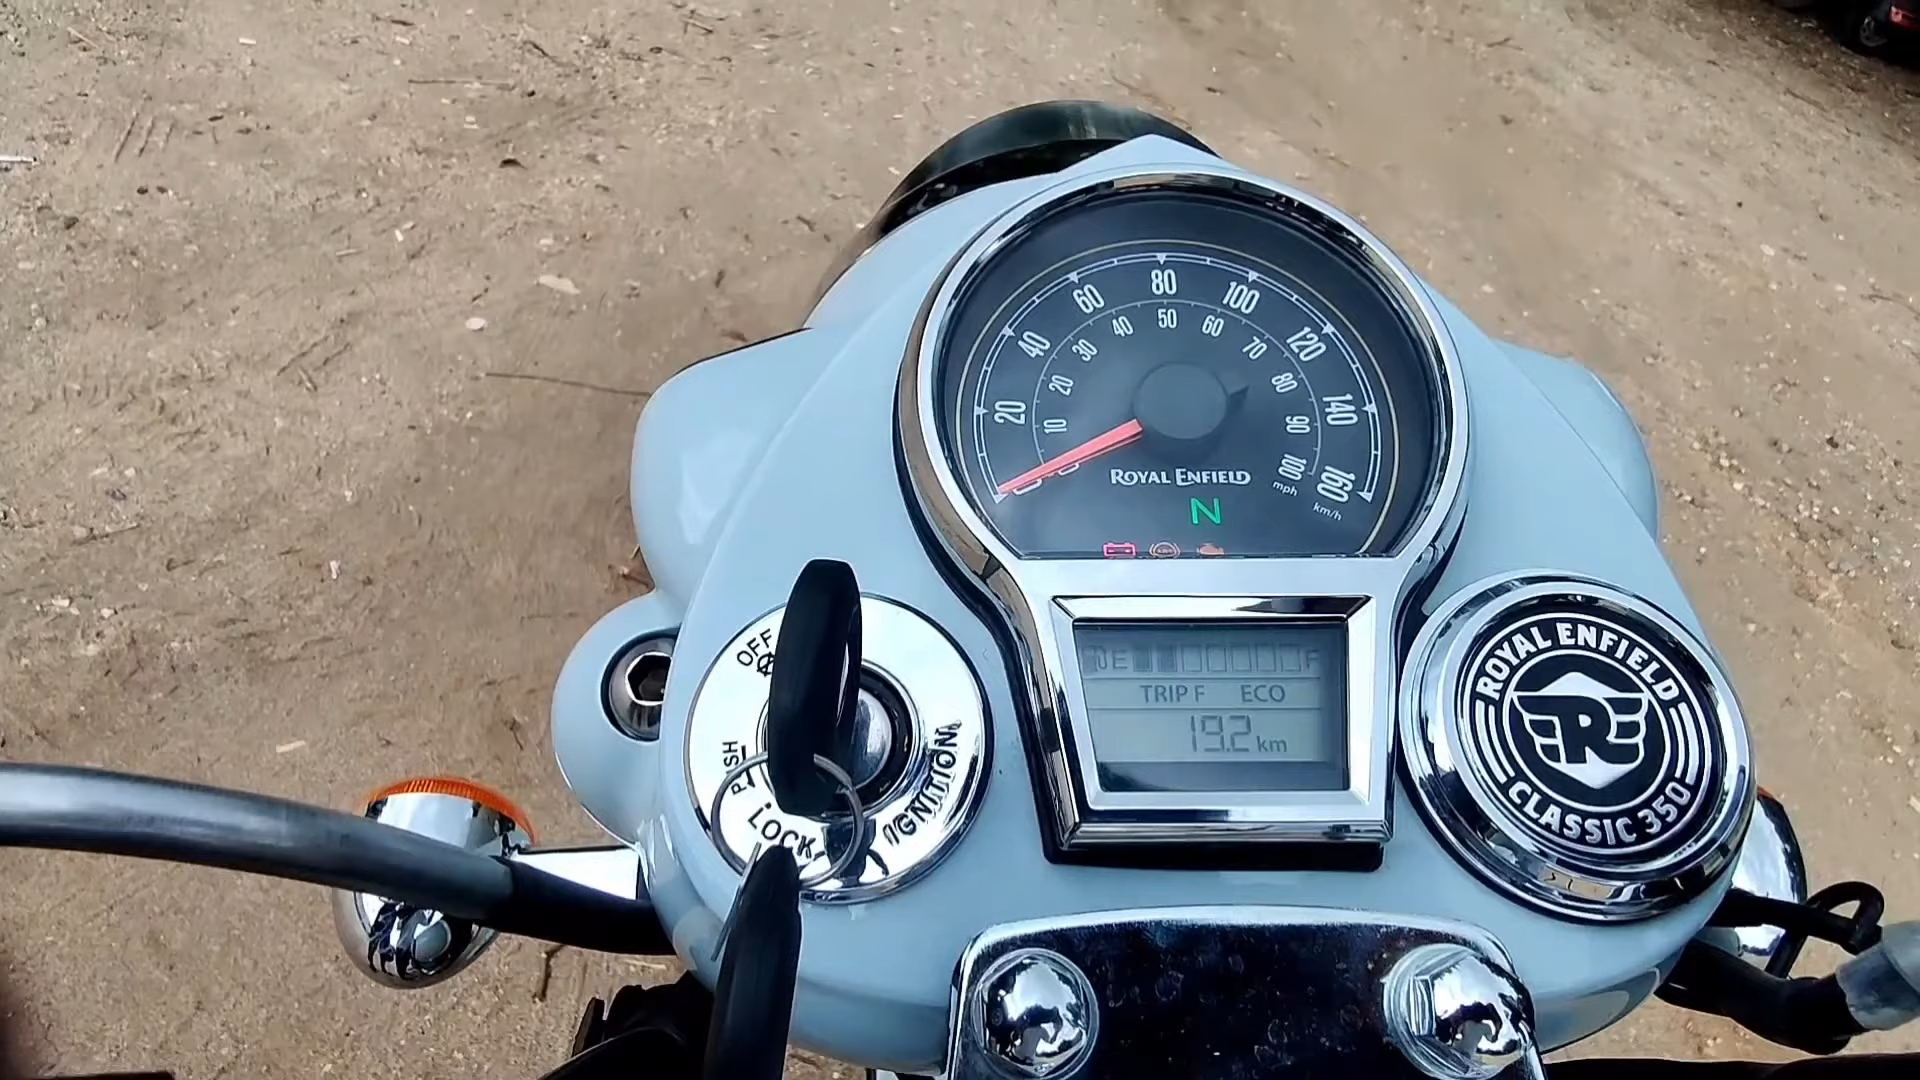 20 40 60 80 100 120 140 160
km/h
0 10 20 30 40 50 60 70 80 90 100
mph
ROYAL ENFIELD
N
E F
TRIP F ECO
19.2 km
OFF
PUSH
LOCK
IGNITION
ROYAL ENFIELD
R
CLASSIC 350